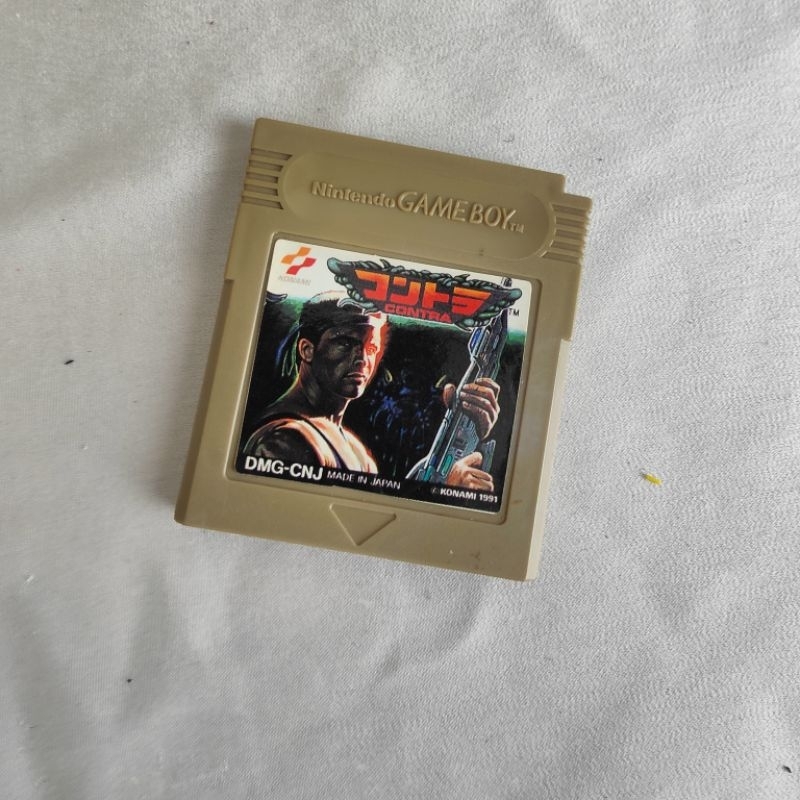 Nintendo GAME BOY TM
KONAMI
コントラ
CONTRA TM
DMG-CNJ MADE IN JAPAN © KONAMI 1991